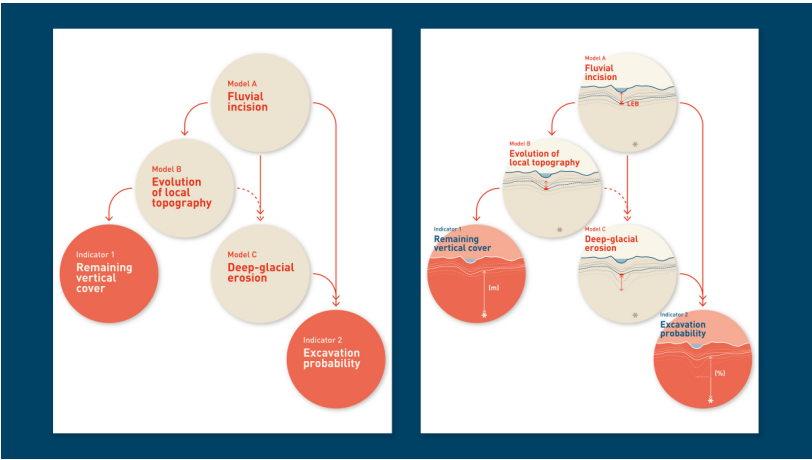 Model A
Fluvial
incision
Model B
Evolution
of local
topography
Indicator 1
Remaining
vertical
cover
Model C
Deep-glacial
erosion
Indicator 2
Excavation
probability
Model A
Fluvial
incision
LEB
Model B
Evolution of
local topography
Indicator 1
Remaining
vertical cover
[m]
Model C
Deep-glacial
erosion
Indicator 2
Excavation
probability
[%]